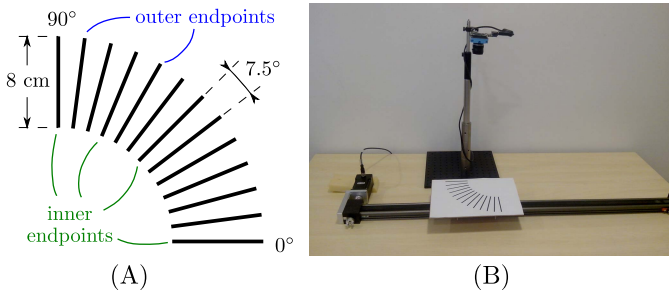 90°
outer endpoints
7.5°
8 cm
inner
endpoints
0°
(A)
(B)